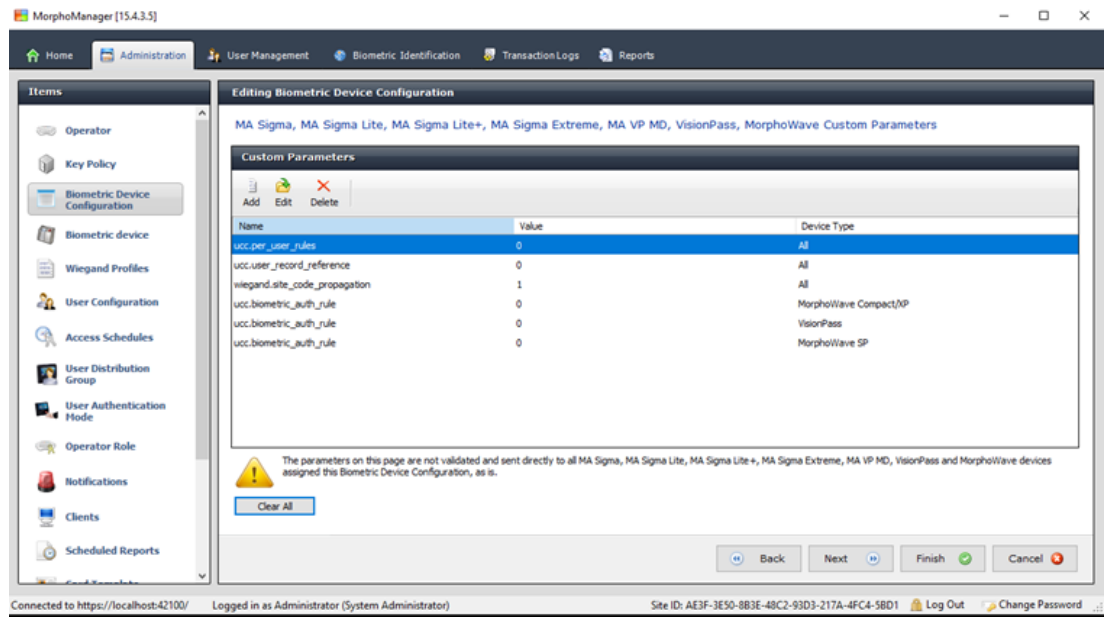 MorphoManager [15.4.3.5]
Home Administration User Management Biometric Identification Transaction Logs Reports
Items
Operator
Key Policy
Biometric Device
Configuration
Biometric device
Wiegand Profiles
User Configuration
Access Schedules
User Distribution
Group
User Authentication
Mode
Operator Role
Notifications
Clients
Scheduled Reports
Card Template
Editing Biometric Device Configuration
MA Sigma, MA Sigma Lite, MA Sigma Lite+, MA Sigma Extreme, MA VP MD, VisionPass, MorphoWave Custom Parameters
Custom Parameters
Add Edit Delete
Name Value Device Type
ucc.per_user_rules 0 All
ucc.user_record_reference 0 All
wiegand.site_code_propagation 1 All
ucc.biometric_auth_rule 0 MorphoWave Compact/XP
ucc.biometric_auth_rule 0 VisionPass
ucc.biometric_auth_rule 0 MorphoWave SP
The parameters on this page are not validated and sent directly to all MA Sigma, MA Sigma Lite, MA Sigma Lite+, MA Sigma Extreme, MA VP MD, VisionPass and MorphoWave devices
assigned this Biometric Device Configuration, as is.
Clear All
Back Next Finish Cancel
Connected to https://localhost:42100/ Logged in as Administrator (System Administrator) Site ID: AE3F-3E50-8B3E-48C2-93D3-217A-4FC4-5BD1 Log Out Change Password